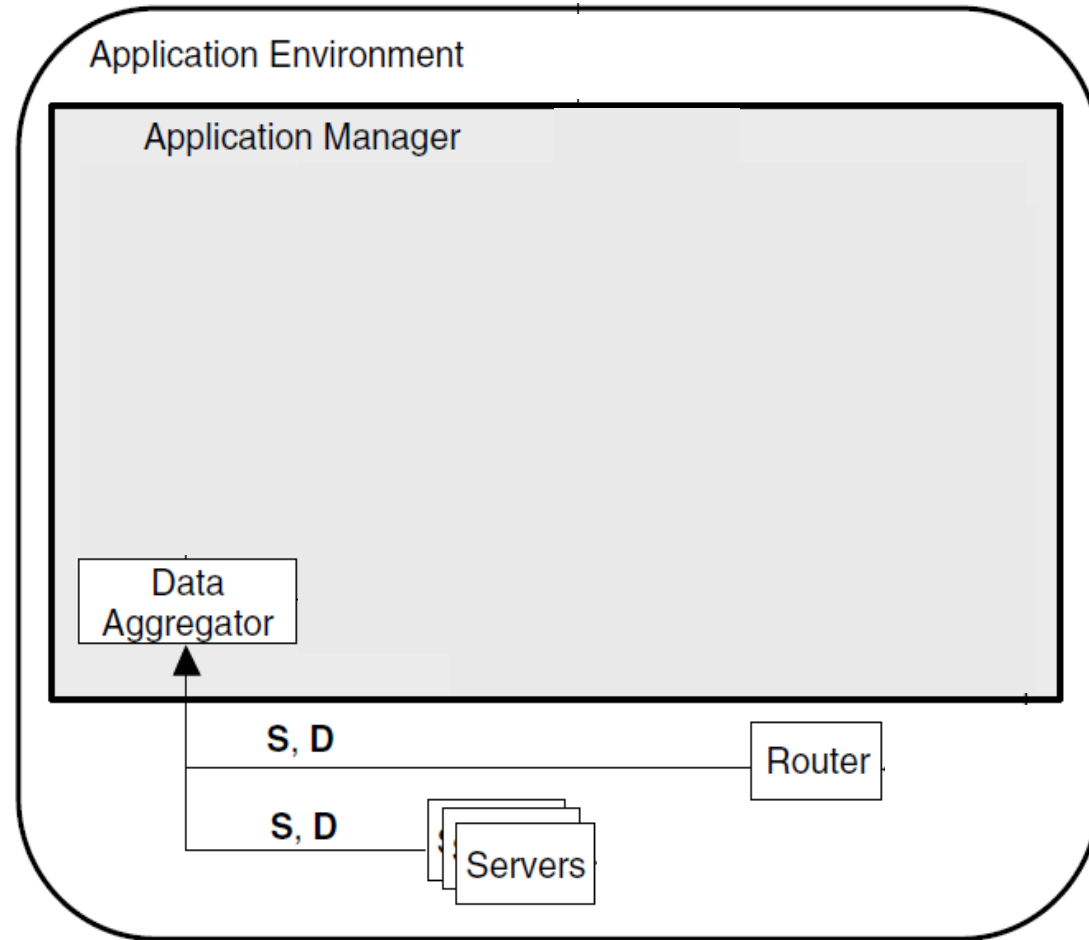 Application Environment
Application Manager
Data
Aggregator
S, D
Router
S, D
Servers